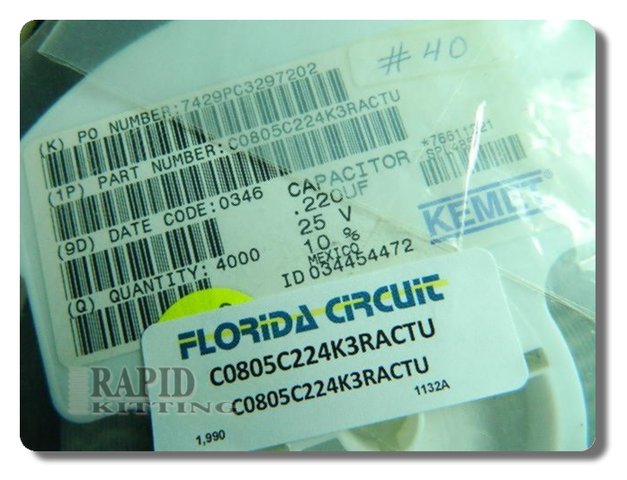 #40
(K) PO NUMBER:7429PC3297202
(1P) PART NUMBER:C0805C224K3RACTU
(9D) DATE CODE:0346
CAPACITOR
.220UF
25 V
10 %
MEXICO
(Q) QUANTITY: 4000
ID 034454472
KEMET
FLORIDA CIRCUIT
C0805C224K3RACTU
C0805C224K3RACTU
1,990
1132A
RAPID
KITTING